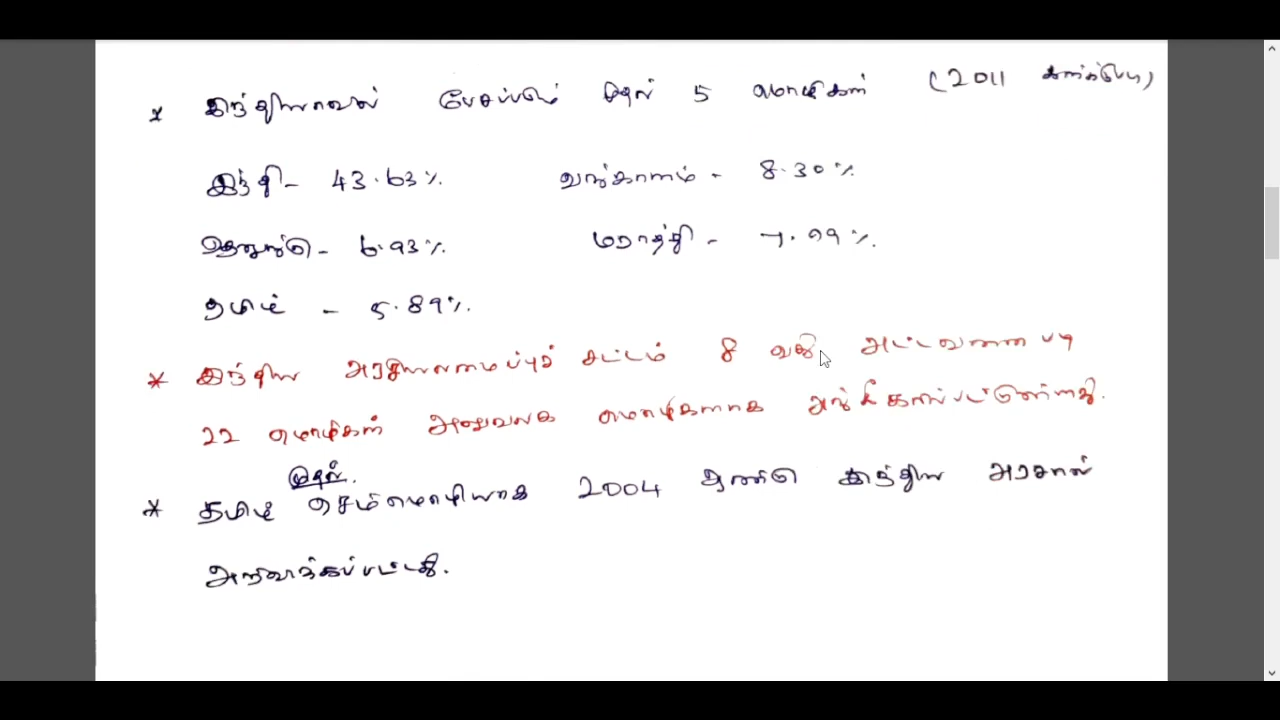 * இந்தியாவில் பேசப்படும் முதல் 5 மொழிகள் (2011 கணக்கெடுப்பு)
இந்தி - 43.63% வங்காளம் - 8.30%
தெலுங்கு - 6.93% மராத்தி - 7.09%
தமிழ் - 5.89%
* இந்திய அரசியலமைப்புச் சட்டம் 8 வது அட்டவணை படி
22 மொழிகள் அலுவலக மொழிகளாக அங்கீகரிக்கப்பட்டுள்ளது.
முதல்.
* தமிழ் செம்மொழியாக 2004 ஆண்டு இந்திய அரசால்
அறிவிக்கப்பட்டது.